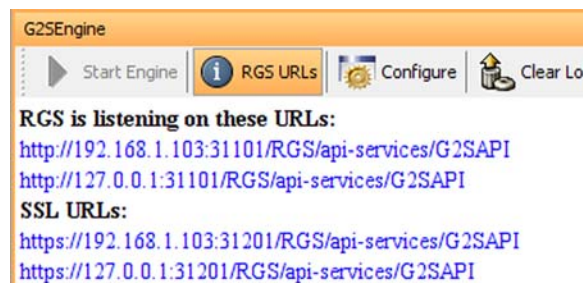 G2SEngine
Start Engine RGS URLs Configure Clear Lo
RGS is listening on these URLs:
http://192.168.1.103:31101/RGS/api-services/G2SAPI
http://127.0.0.1:31101/RGS/api-services/G2SAPI
SSL URLs:
https://192.168.1.103:31201/RGS/api-services/G2SAPI
https://127.0.0.1:31201/RGS/api-services/G2SAPI